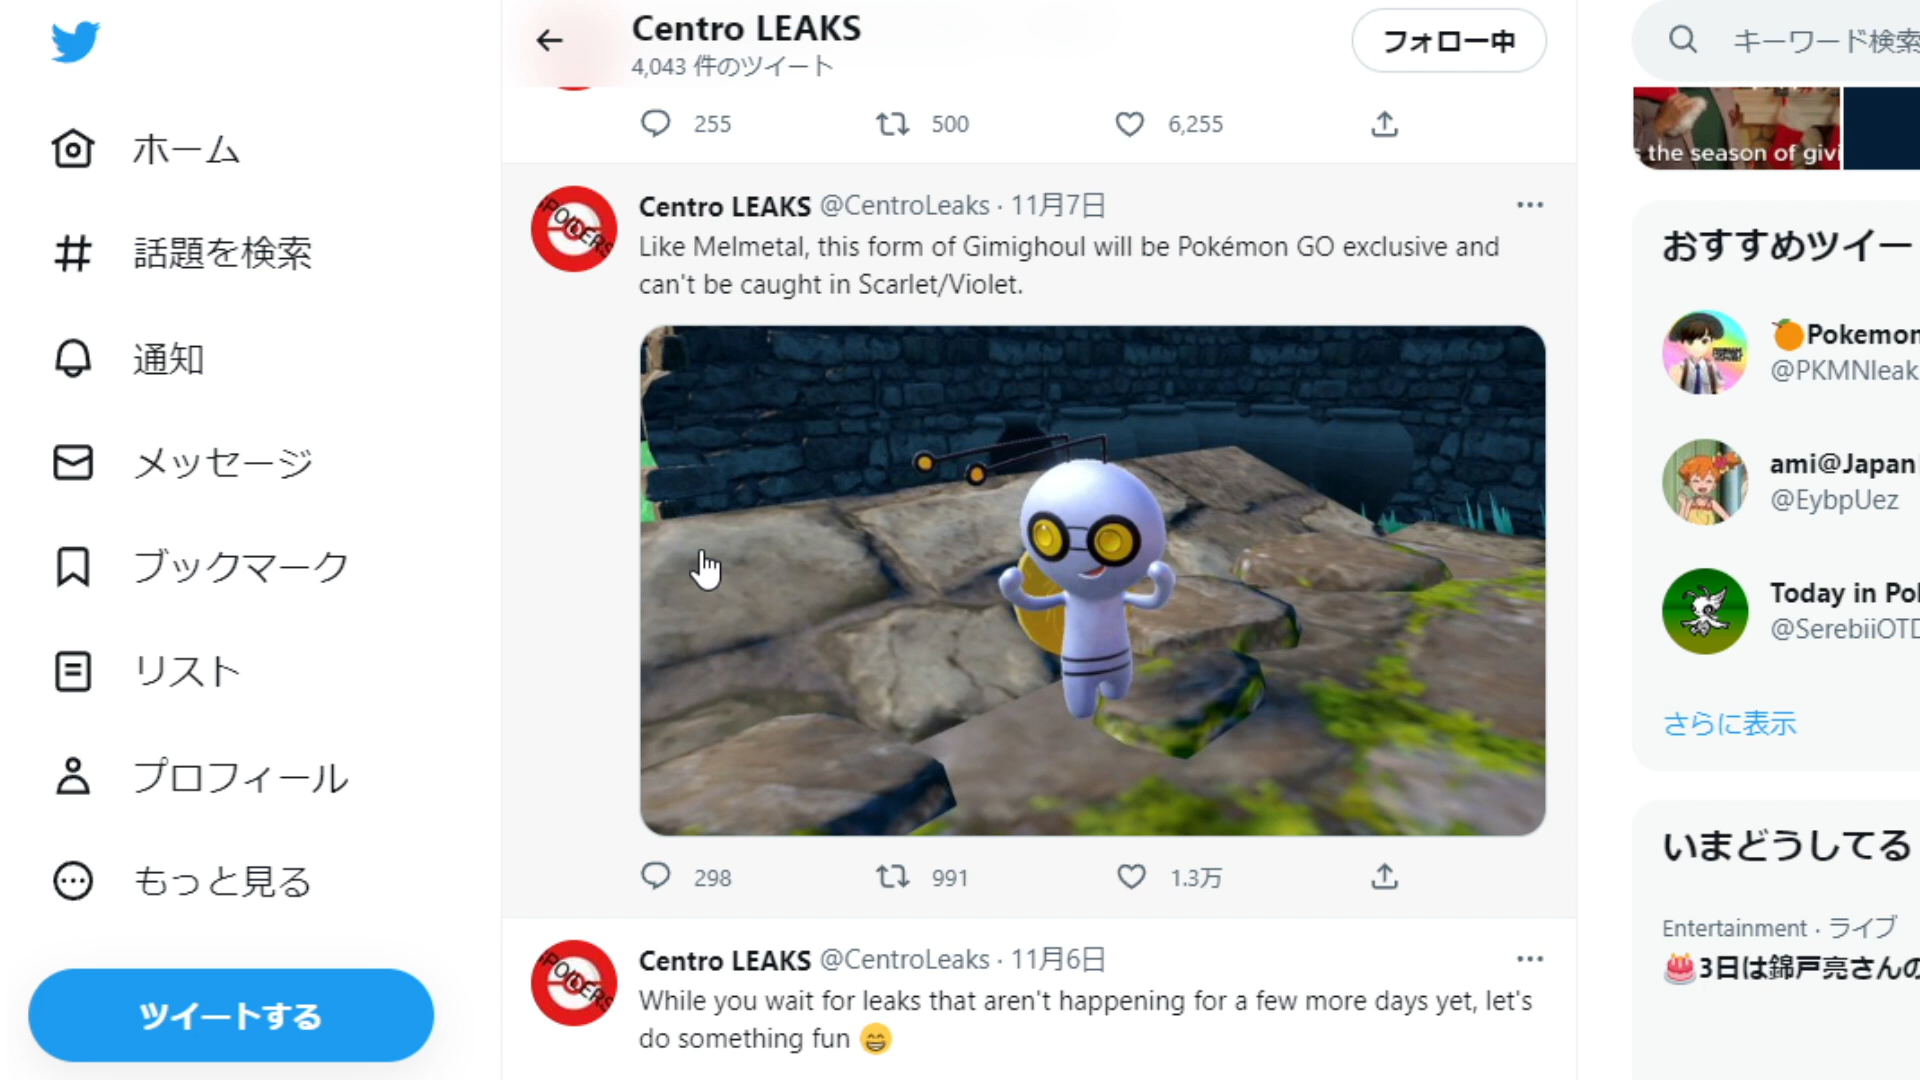 Centro LEAKS
4,043 件のツイート
フォロー中
キーワード検索
ホーム
話題を検索
通知
メッセージ
ブックマーク
リスト
プロフィール
もっと見る
ツイートする
255 500 6,255
Centro LEAKS @CentroLeaks · 11月7日
Like Melmetal, this form of Gimighoul will be Pokémon GO exclusive and
can't be caught in Scarlet/Violet.
298 991 1.3万
Centro LEAKS @CentroLeaks · 11月6日
While you wait for leaks that aren't happening for a few more days yet, let's
do something fun 😁
the season of givi
おすすめツイー
🍊Pokemon
@PKMNleak
ami@Japan
@EybpUez
Today in Pok
@SerebiiOTD
さらに表示
いまどうしてる
Entertainment · ライブ
🎂3日は錦戸亮さんの